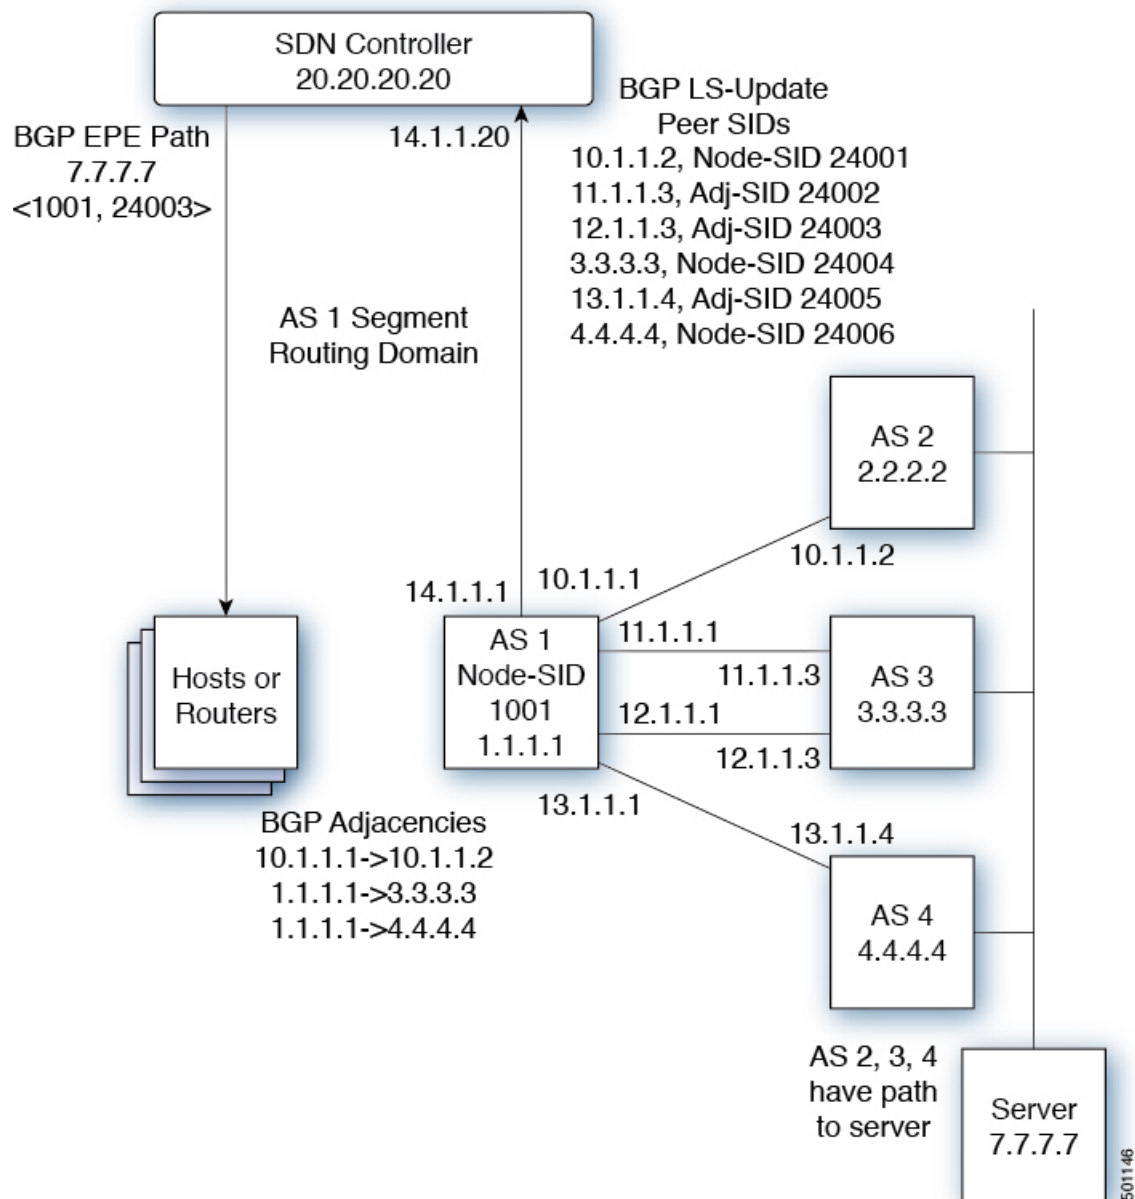 SDN Controller
20.20.20.20
BGP EPE Path
7.7.7.7
<1001, 24003>
14.1.1.20
BGP LS-Update
Peer SIDs
10.1.1.2, Node-SID 24001
11.1.1.3, Adj-SID 24002
12.1.1.3, Adj-SID 24003
3.3.3.3, Node-SID 24004
13.1.1.4, Adj-SID 24005
4.4.4.4, Node-SID 24006
AS 1 Segment
Routing Domain
AS 2
2.2.2.2
10.1.1.2
10.1.1.1
14.1.1.1
Hosts or
Routers
AS 1
Node-SID
1001
1.1.1.1
11.1.1.1
11.1.1.3
12.1.1.1
12.1.1.3
AS 3
3.3.3.3
13.1.1.1
13.1.1.4
BGP Adjacencies
10.1.1.1->10.1.1.2
1.1.1.1->3.3.3.3
1.1.1.1->4.4.4.4
AS 4
4.4.4.4
AS 2, 3, 4
have path
to server
Server
7.7.7.7
501146